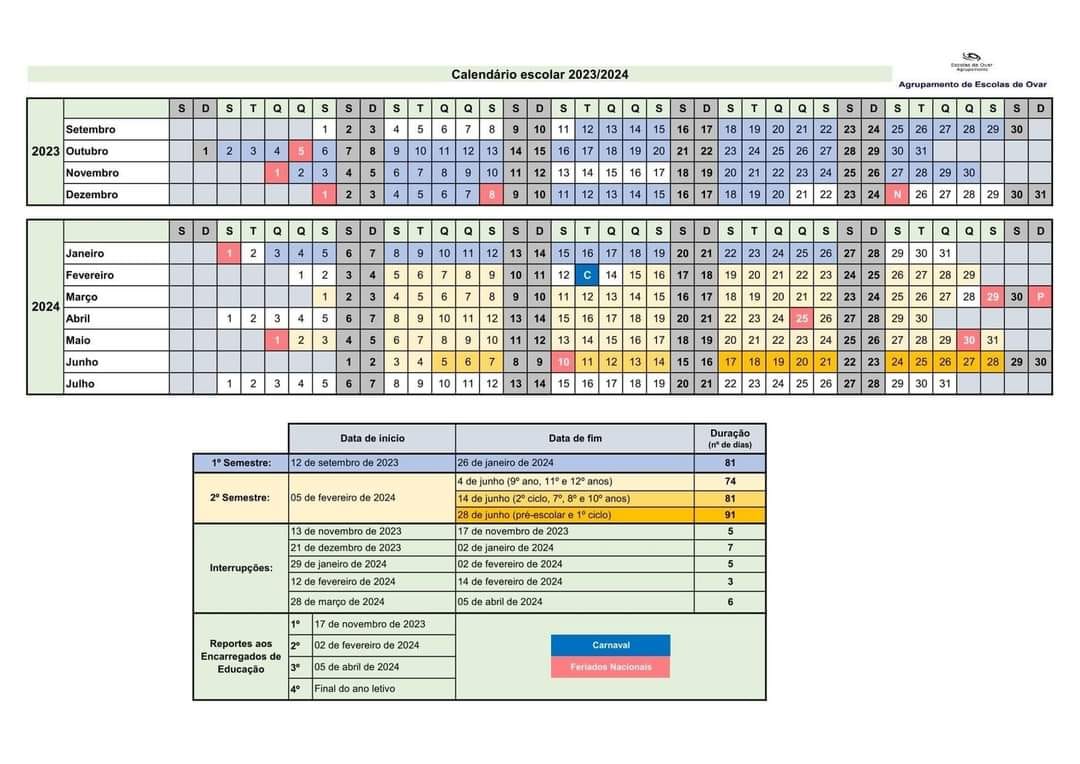 Escolas de Ovar
Agrupamento
Calendário escolar 2023/2024
Agrupamento de Escolas de Ovar
S D S T Q Q S S D S T Q Q S S D S T Q Q S S D S T Q Q S S D S T Q Q S S D
2023
Setembro 1 2 3 4 5 6 7 8 9 10 11 12 13 14 15 16 17 18 19 20 21 22 23 24 25 26 27 28 29 30
Outubro 1 2 3 4 5 6 7 8 9 10 11 12 13 14 15 16 17 18 19 20 21 22 23 24 25 26 27 28 29 30 31
Novembro 1 2 3 4 5 6 7 8 9 10 11 12 13 14 15 16 17 18 19 20 21 22 23 24 25 26 27 28 29 30
Dezembro 1 2 3 4 5 6 7 8 9 10 11 12 13 14 15 16 17 18 19 20 21 22 23 24 N 26 27 28 29 30 31
S D S T Q Q S S D S T Q Q S S D S T Q Q S S D S T Q Q S S D S T Q Q S S D
2024
Janeiro 1 2 3 4 5 6 7 8 9 10 11 12 13 14 15 16 17 18 19 20 21 22 23 24 25 26 27 28 29 30 31
Fevereiro 1 2 3 4 5 6 7 8 9 10 11 12 C 14 15 16 17 18 19 20 21 22 23 24 25 26 27 28 29
Março 1 2 3 4 5 6 7 8 9 10 11 12 13 14 15 16 17 18 19 20 21 22 23 24 25 26 27 28 29 30 P
Abril 1 2 3 4 5 6 7 8 9 10 11 12 13 14 15 16 17 18 19 20 21 22 23 24 25 26 27 28 29 30
Maio 1 2 3 4 5 6 7 8 9 10 11 12 13 14 15 16 17 18 19 20 21 22 23 24 25 26 27 28 29 30 31
Junho 1 2 3 4 5 6 7 8 9 10 11 12 13 14 15 16 17 18 19 20 21 22 23 24 25 26 27 28 29 30
Julho 1 2 3 4 5 6 7 8 9 10 11 12 13 14 15 16 17 18 19 20 21 22 23 24 25 26 27 28 29 30 31
Data de início Data de fim Duração
(nº de dias)
1º Semestre: 12 de setembro de 2023 26 de janeiro de 2024 81
2º Semestre: 05 de fevereiro de 2024
4 de junho (9º ano, 11º e 12º anos) 74
14 de junho (2º ciclo, 7º, 8º e 10º anos) 81
28 de junho (pré-escolar e 1º ciclo) 91
Interrupções:
13 de novembro de 2023 17 de novembro de 2023 5
21 de dezembro de 2023 02 de janeiro de 2024 7
29 de janeiro de 2024 02 de fevereiro de 2024 5
12 de fevereiro de 2024 14 de fevereiro de 2024 3
28 de março de 2024 05 de abril de 2024 6
Reportes aos
Encarregados de
Educação
1º 17 de novembro de 2023
2º 02 de fevereiro de 2024
3º 05 de abril de 2024
4º Final do ano letivo
Carnaval
Feriados Nacionais